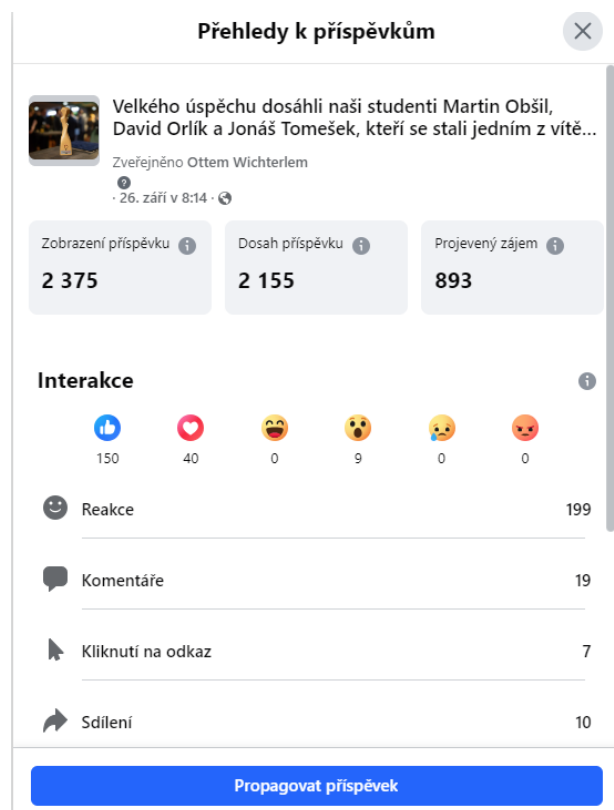 Přehledy k příspěvkům
Velkého úspěchu dosáhli naši studenti Martin Obšil,
David Orlík a Jonáš Tomešek, kteří se stali jedním z vítě...
Zveřejněno Ottem Wichterlem
· 26. září v 8:14 ·
Zobrazení příspěvku
2 375
Dosah příspěvku
2 155
Projevený zájem
893
Interakce
150
40
0
9
0
0
Reakce 199
Komentáře 19
Kliknutí na odkaz 7
Sdílení 10
Propagovat příspěvek